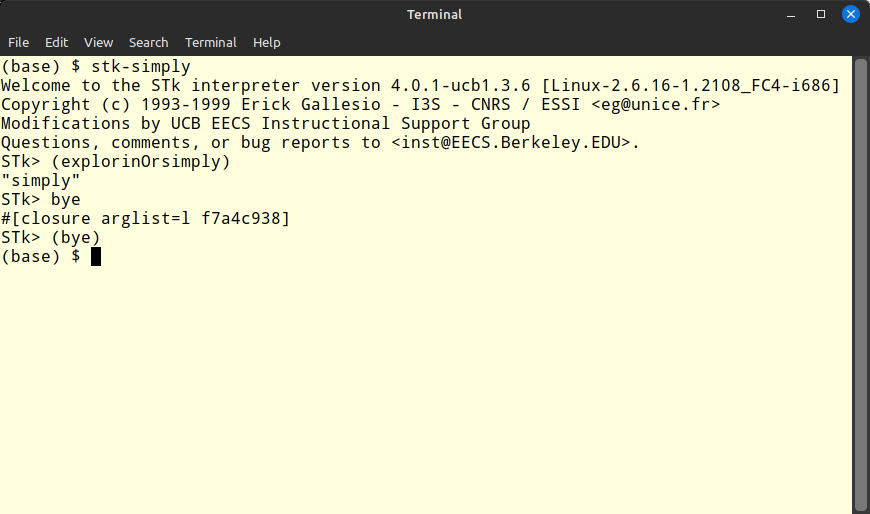 Terminal
File Edit View Search Terminal Help
(base) $ stk-simply
Welcome to the STk interpreter version 4.0.1-ucb1.3.6 [Linux-2.6.16-1.2108_FC4-i686]
Copyright (c) 1993-1999 Erick Gallesio - I3S - CNRS / ESSI <eg@unice.fr>
Modifications by UCB EECS Instructional Support Group
Questions, comments, or bug reports to <inst@EECS.Berkeley.EDU>.
STk> (explorinOrsimply)
"simply"
STk> bye
#[closure arglist=l f7a4c938]
STk> (bye)
(base) $